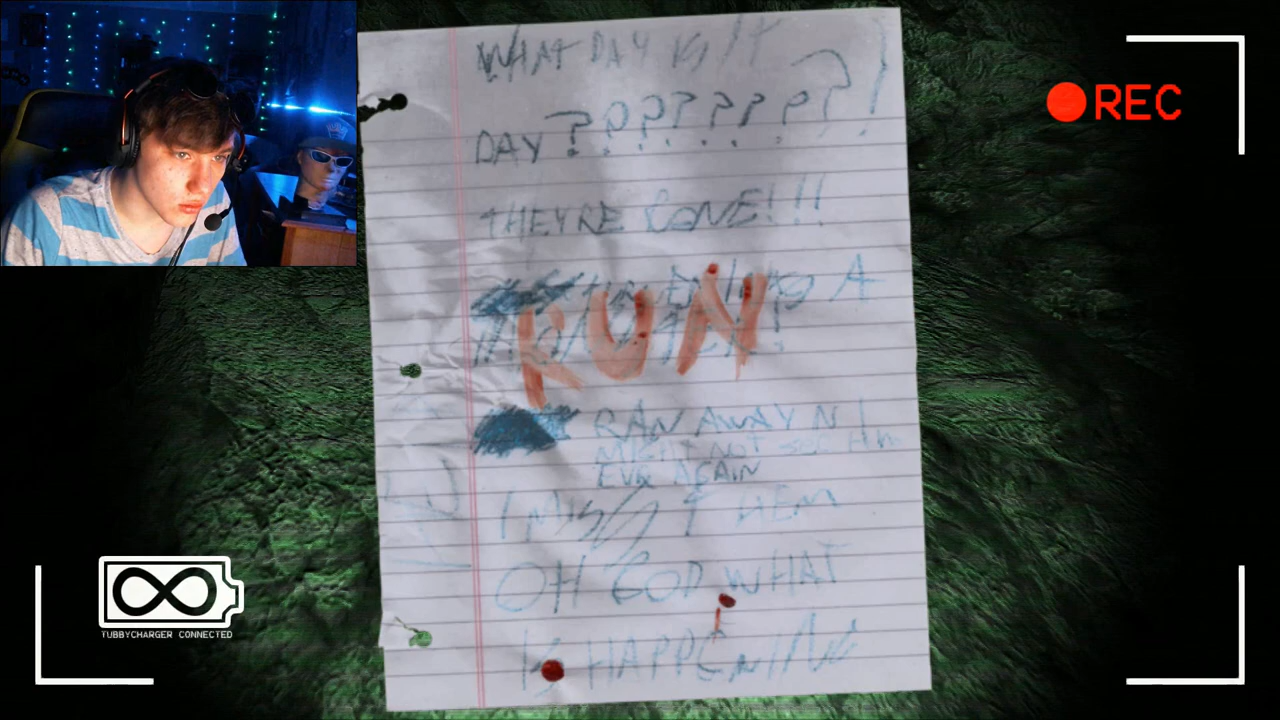 WHAT DAY IS IT
DAY ????????!
THEYRE GONE!!!
A
RUN
RAN AWAY N I
MIGHT NOT SEE HIM
EVER AGAIN
I MISS THEM
OH GOD WHAT
IS HAPPENING
REC
TUBBYCHARGER CONNECTED